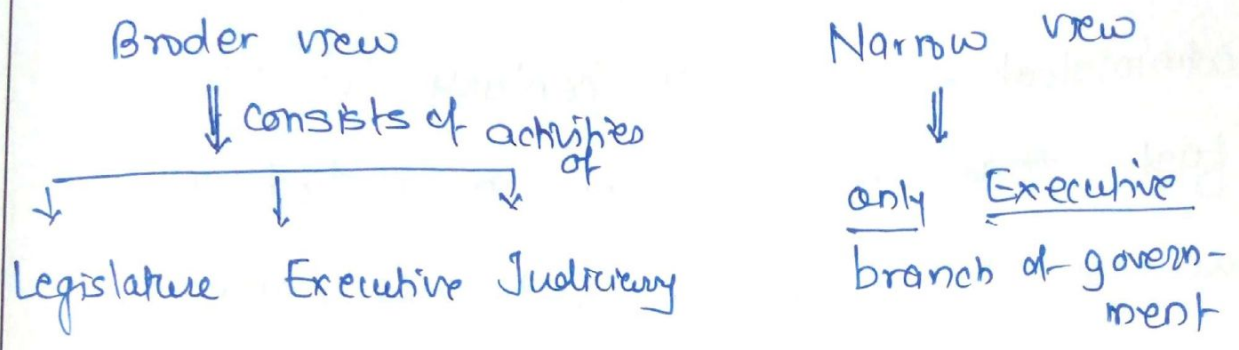 Broder view
consists of activities
of
Legislature Executive Judiciary
Narrow view
only Executive
branch of govern-
ment